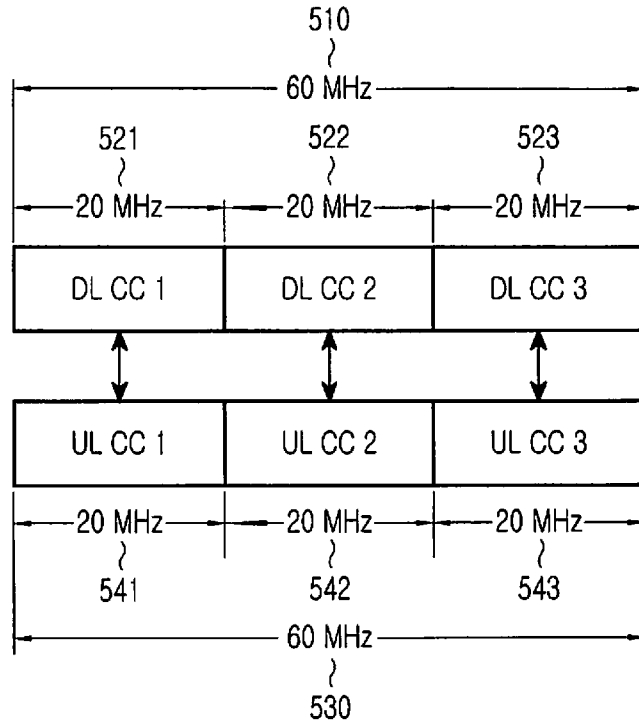 510
60 MHz
521 522 523
20 MHz 20 MHz 20 MHz
DL CC 1 DL CC 2 DL CC 3
UL CC 1 UL CC 2 UL CC 3
20 MHz 20 MHz 20 MHz
541 542 543
60 MHz
530